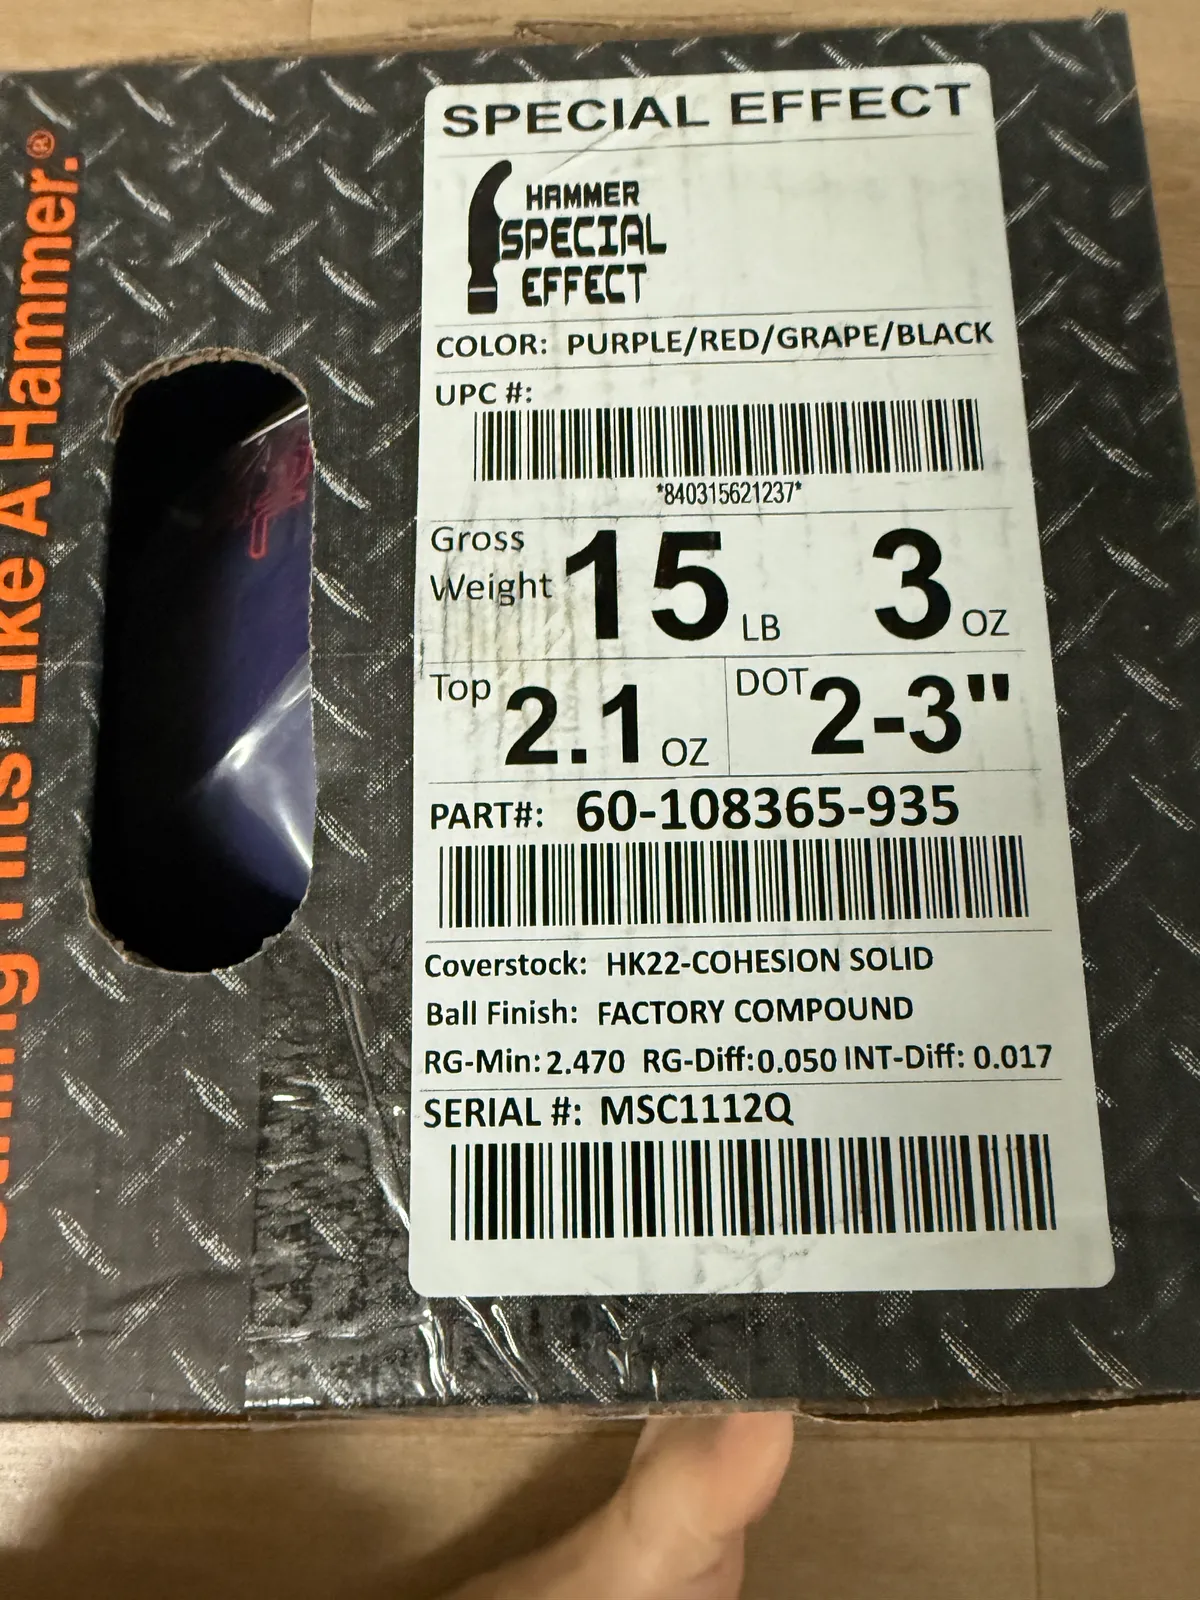 Nothing Hits Like A Hammer.®
SPECIAL EFFECT
HAMMER
SPECIAL
EFFECT
COLOR: PURPLE/RED/GRAPE/BLACK
UPC #:
*840315621237*
Gross Weight 15 LB 3 OZ
Top 2.1 OZ DOT 2-3"
PART#: 60-108365-935
Coverstock: HK22-COHESION SOLID
Ball Finish: FACTORY COMPOUND
RG-Min: 2.470 RG-Diff: 0.050 INT-Diff: 0.017
SERIAL #: MSC1112Q